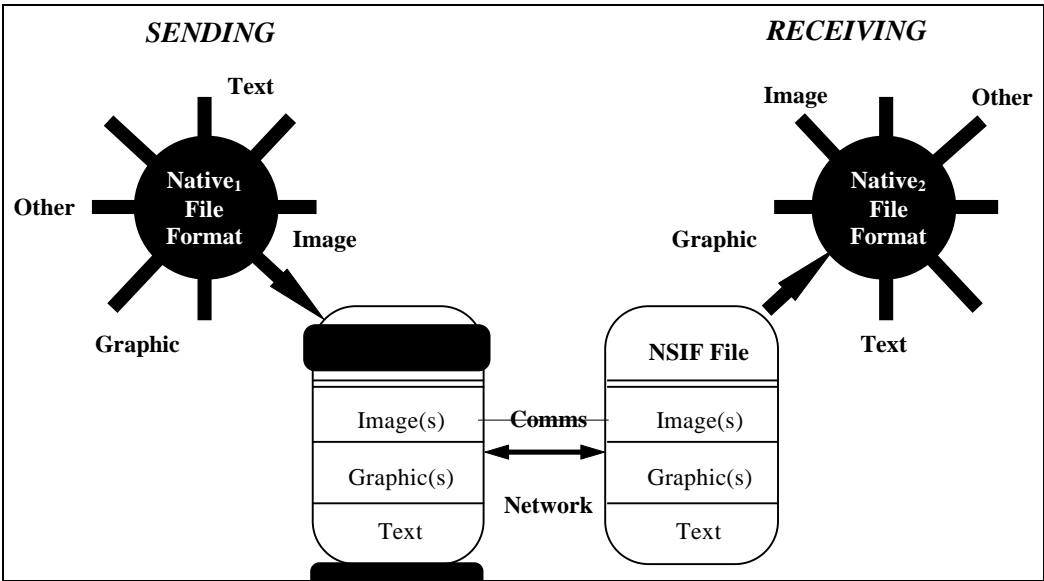 SENDING
RECEIVING
Text
Image
Other
Native₁
File
Format
Native₂
File
Format
Other
Image
Graphic
Graphic
Text
NSIF File
Image(s)
Comms
Image(s)
Graphic(s)
Graphic(s)
Network
Text
Text